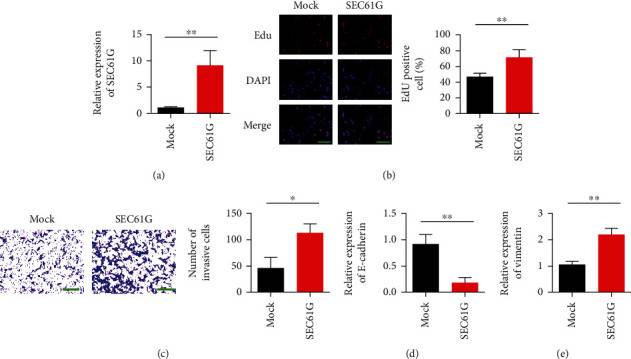 Relative expression
of SEC61G
15
10
5
0
**
Mock
SEC61G
(a)
Mock
SEC61G
Edu
DAPI
Merge
EdU positive
cell (%)
100
80
60
40
20
0
**
Mock
SEC61G
(b)
Mock
SEC61G
Number of
invasive cells
150
100
50
0
*
Mock
SEC61G
(c)
Relative expression
of E-cadherin
1.5
1.0
0.5
0.0
**
Mock
SEC61G
(d)
Relative expression
of vimentin
3
2
1
0
**
Mock
SEC61G
(e)